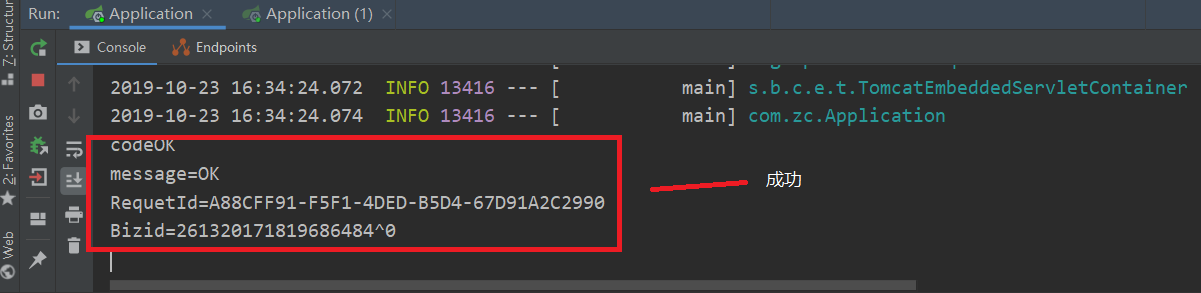 Run:
Application
Application (1)
Z: Structur
Console
Endpoints
2019-10-23 16:34:24.072 INFO 13416 --- [ main] s.b.c.e.t.TomcatEmbeddedServletContainer
2019-10-23 16:34:24.074 INFO 13416 --- [ main] com.zc.Application
codeOK
message=OK
RequetId=A88CFF91-F5F1-4DED-B5D4-67D91A2C2990
Bizid=261320171819686484^0
成功
2: Favorites
Web